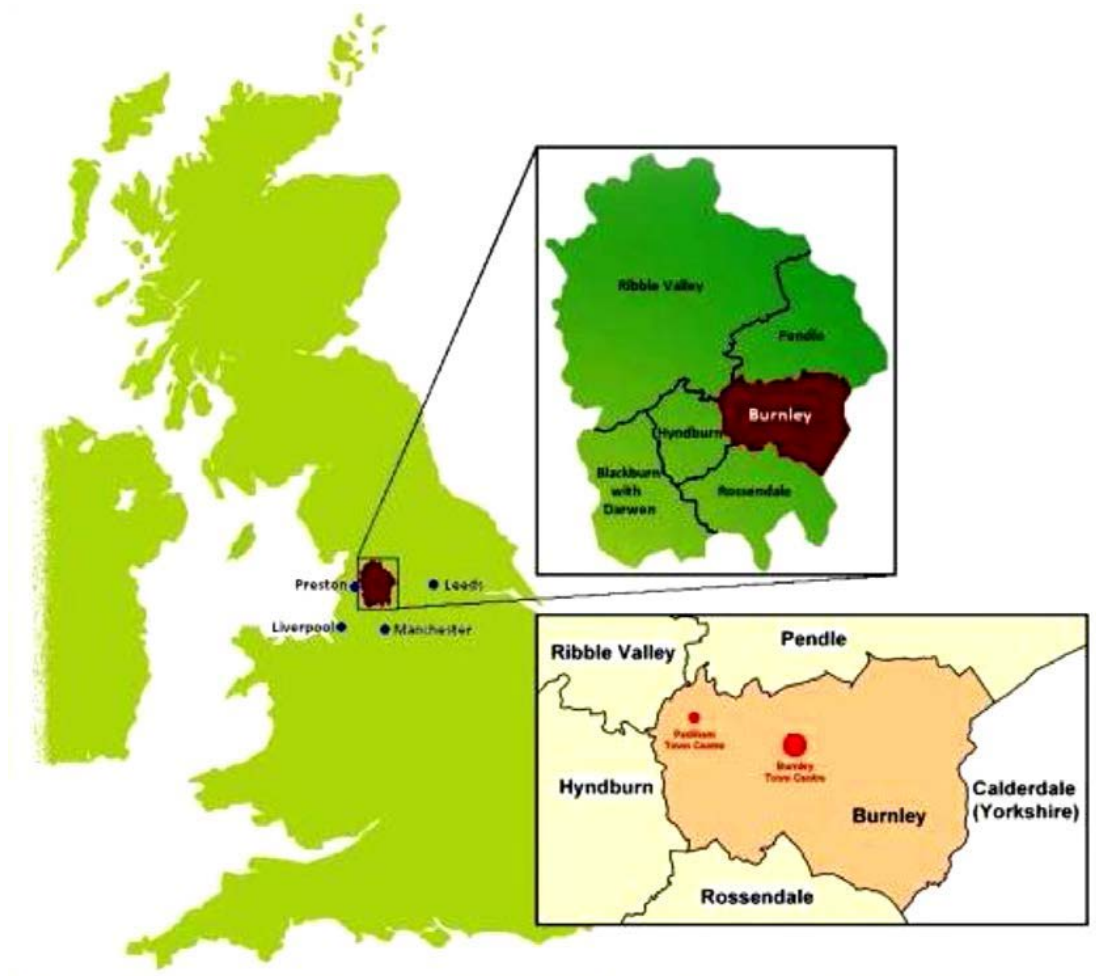 Ribble Valley
Pendle
Burnley
Hyndburn
Blackburn
with
Darwen
Rossendale
Preston
Leeds
Liverpool
Manchester
Ribble Valley
Pendle
Padiham
Town Centre
Burnley
Town Centre
Hyndburn
Burnley
Calderdale
(Yorkshire)
Rossendale